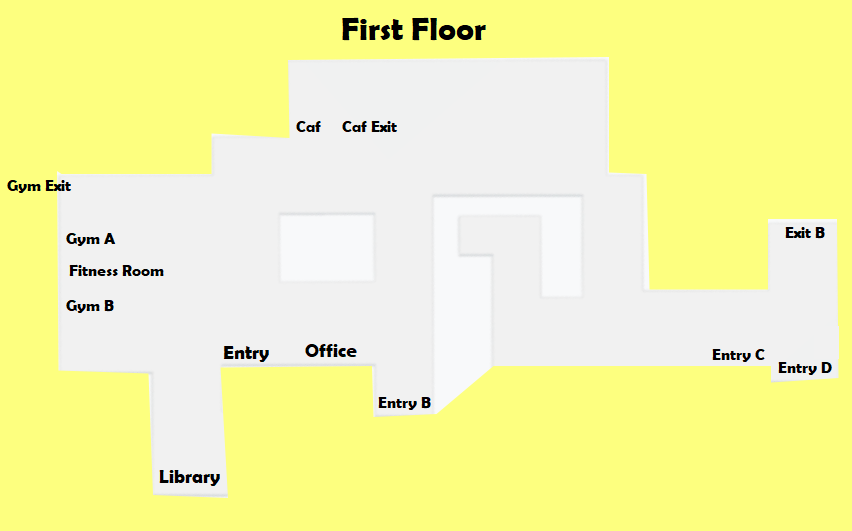 First Floor
Caf
Caf Exit
Gym Exit
Gym A
Exit B
Fitness Room
Gym B
Entry
Office
Entry C
Entry D
Entry B
Library